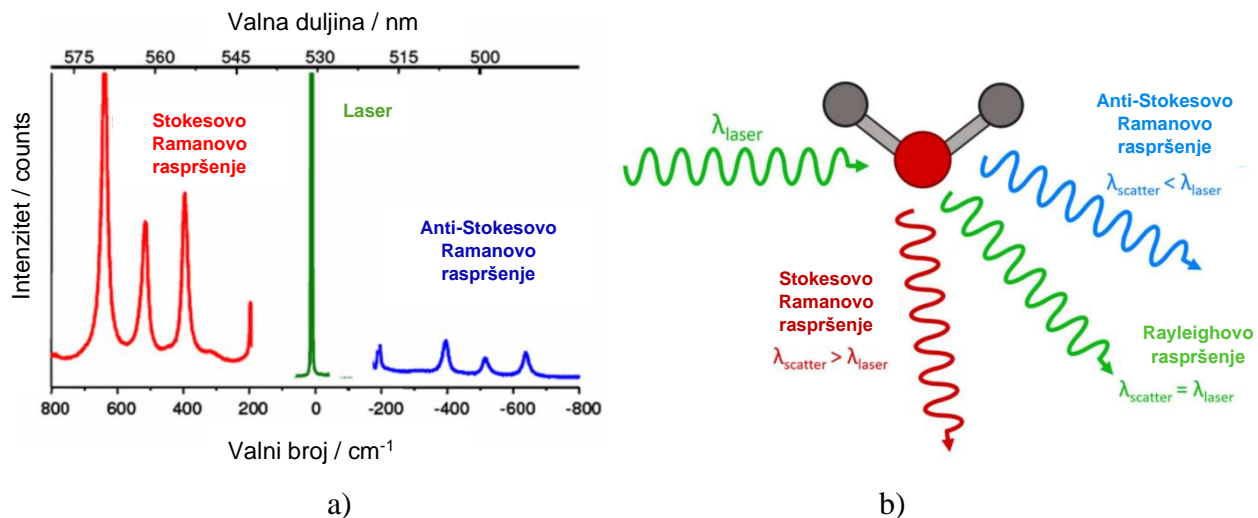 Valna duljina / nm
575 560 545 530 515 500
Intenzitet / counts
Stokesovo
Ramanovo
raspršenje
Laser
Anti-Stokesovo
Ramanovo
raspršenje
800 600 400 200 0 -200 -400 -600 -800
Valni broj / cm⁻¹
a)
λlaser
Anti-Stokesovo
Ramanovo
raspršenje
λscatter < λlaser
Stokesovo
Ramanovo
raspršenje
λscatter > λlaser
Rayleighovo
raspršenje
λscatter = λlaser
b)